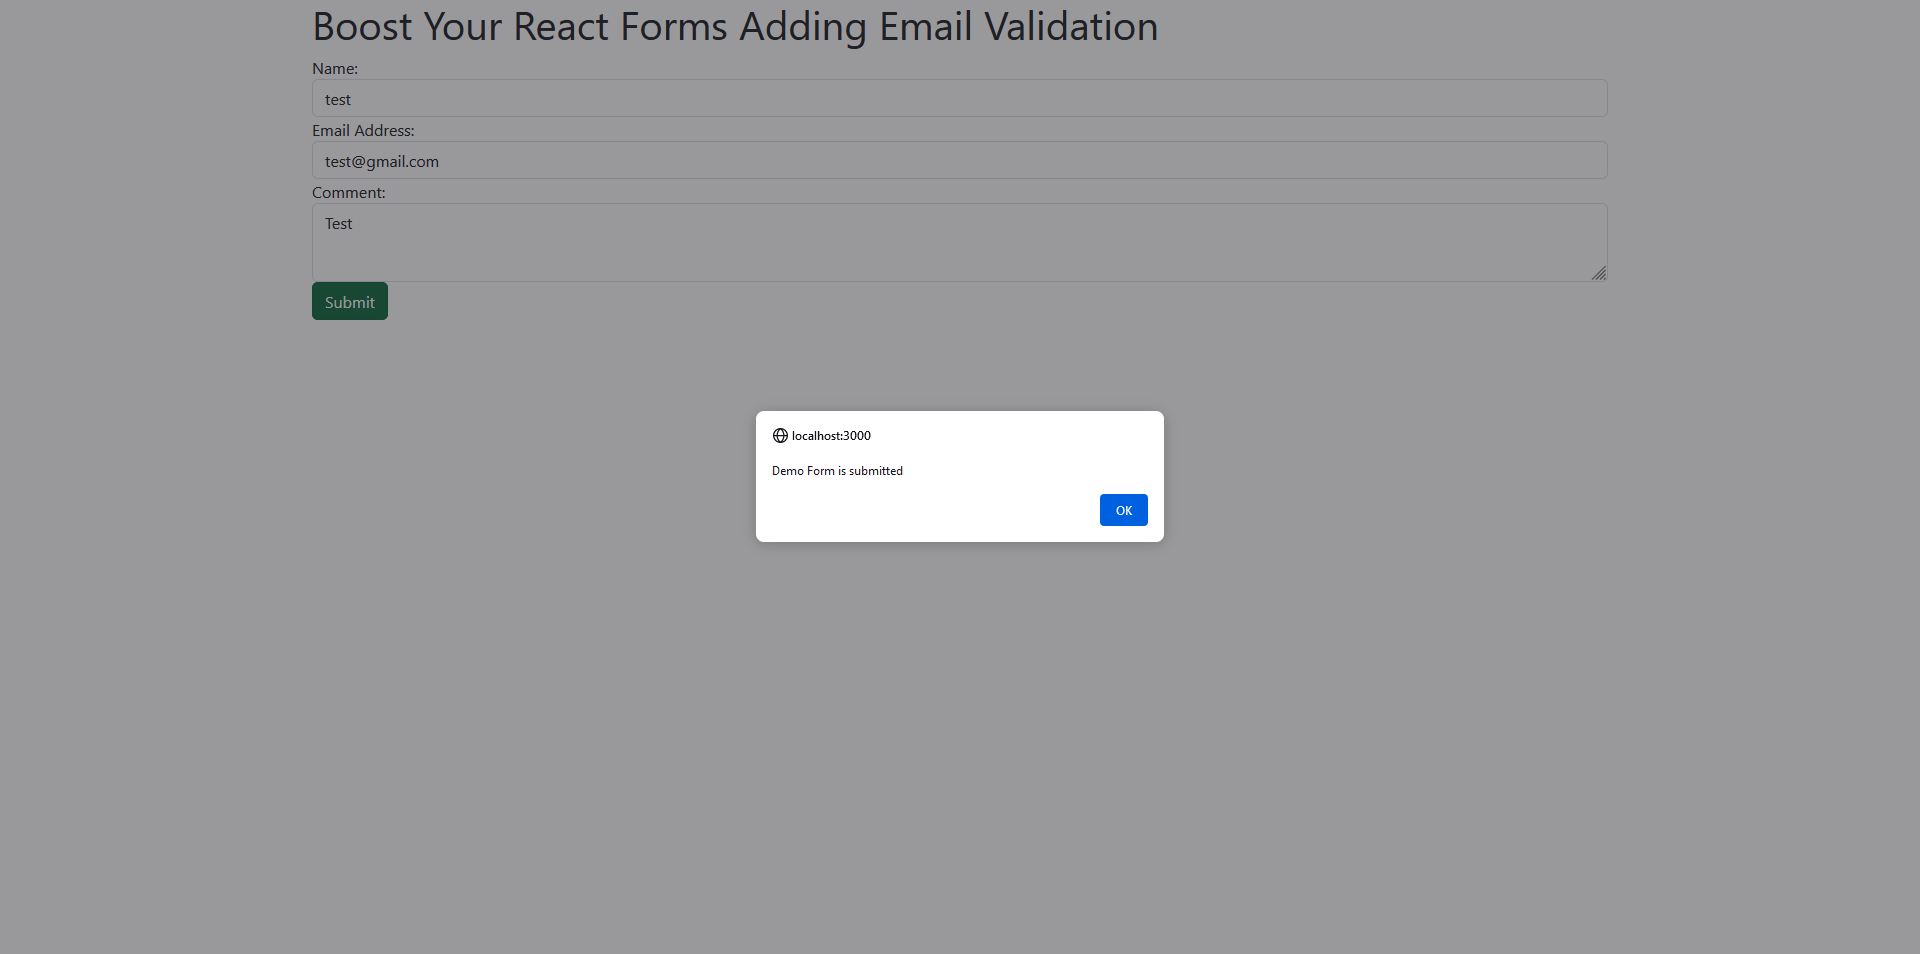 Boost Your React Forms Adding Email Validation
Name:
test
Email Address:
test@gmail.com
Comment:
Test
Submit
localhost:3000
Demo Form is submitted
OK